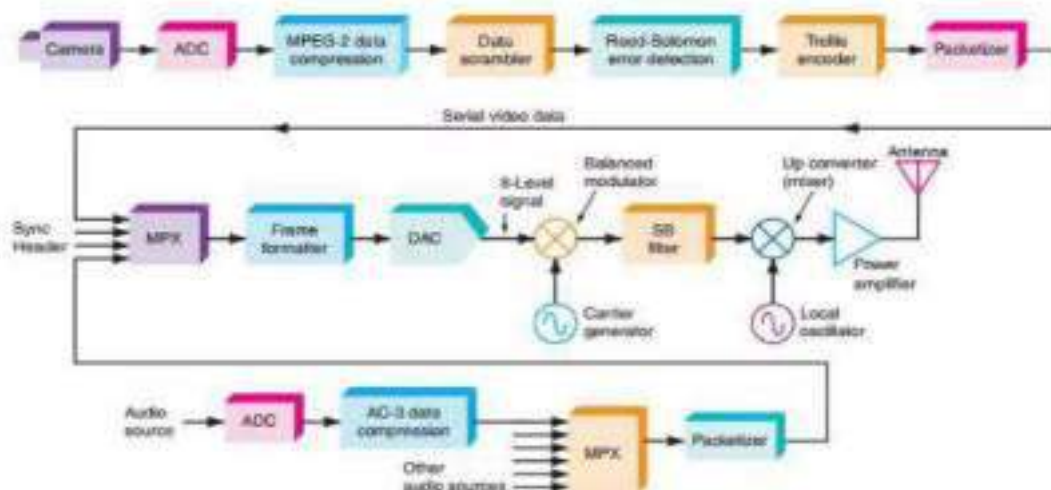 Camera
ADC
MPEG-2 data
compression
Data
scrambler
Reed-Solomon
error detection
Trellis
encoder
Packetizer
Serial video data
Antenna
8-Level
signal
Balanced
modulator
Up converter
(mixer)
Sync
Header
MPX
Frame
formatter
DAC
SB
filter
Power
amplifier
Carrier
generator
Local
oscillator
Audio
source
ADC
AC-3 data
compression
MPX
Packetizer
Other
audio sources